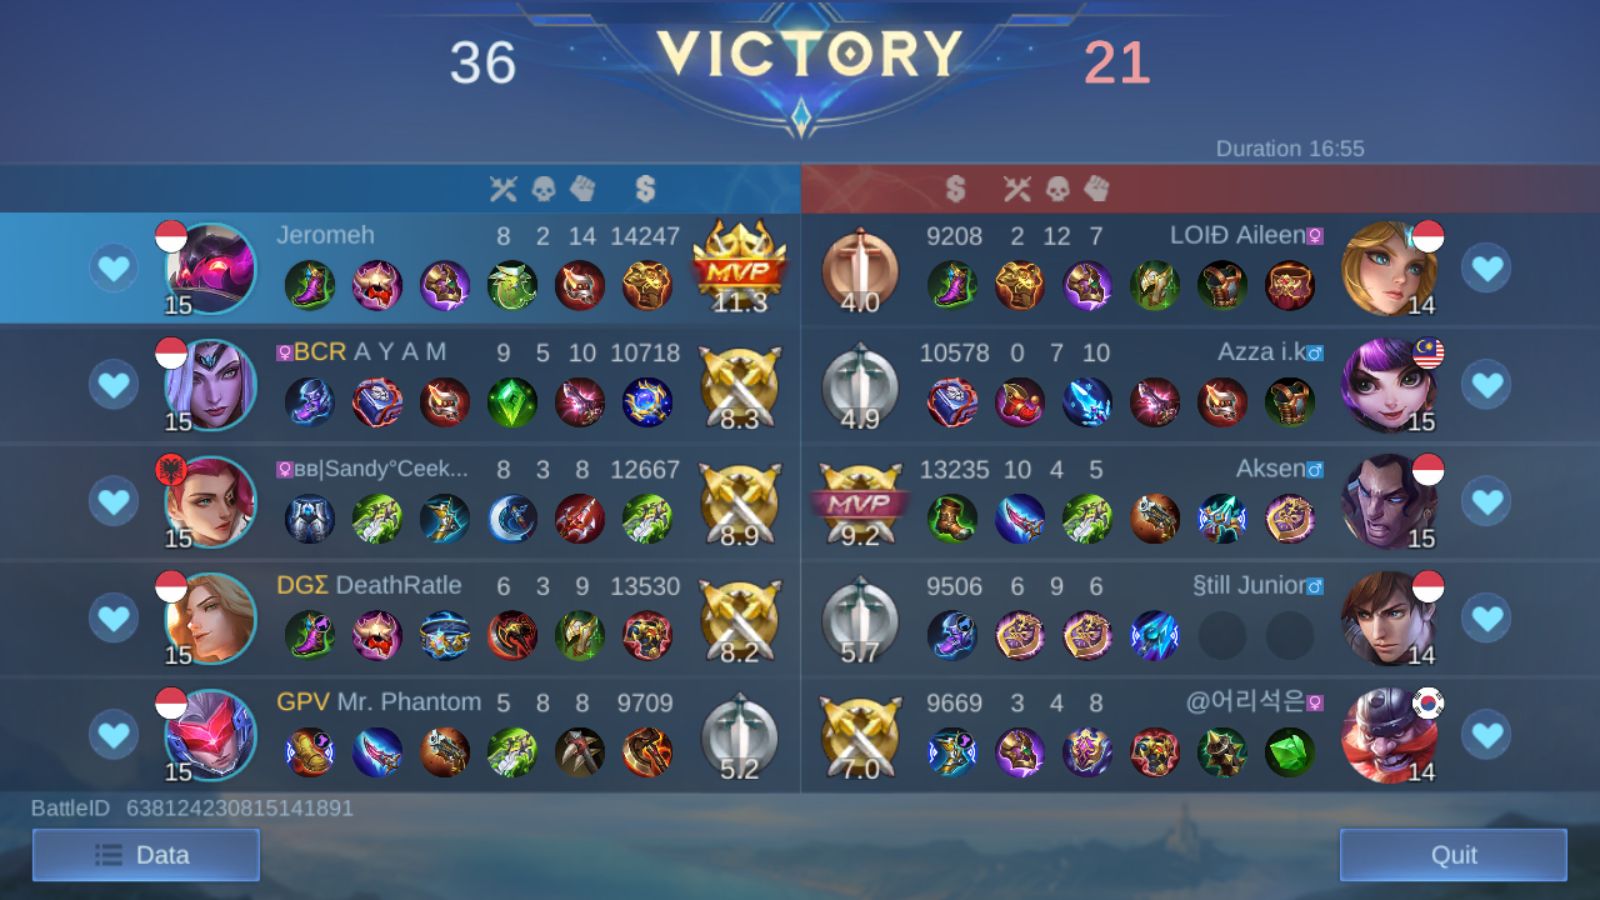 36 VICTORY 21
Duration 16:55
Jeromeh 8 2 14 14247 MVP 11.3 15
4.0 9208 2 12 7 LOIĐ Aileen 14
BCR A Y A M 9 5 10 10718 8.3 15
4.9 10578 0 7 10 Azza i.k 15
ʙʙ|Sandy°Ceek... 8 3 8 12667 8.9 15
MVP 9.2 13235 10 4 5 Aksen 15
DGΣ DeathRatle 6 3 9 13530 8.2 15
5.7 9506 6 9 6 §till Junior 14
GPV Mr. Phantom 5 8 8 9709 5.2 15
7.0 9669 3 4 8 @어리석은 14
BattleID 638124230815141891
Data
Quit